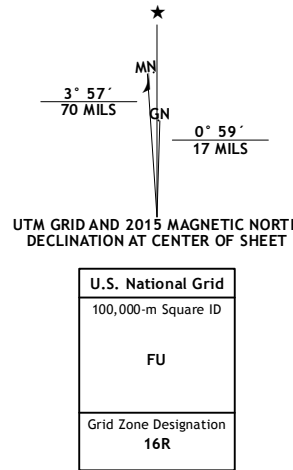 MN
3° 57´
70 MILS
GN
0° 59´
17 MILS
UTM GRID AND 2015 MAGNETIC NORTH
DECLINATION AT CENTER OF SHEET
U.S. National Grid
100,000-m Square ID
FU
Grid Zone Designation
16R